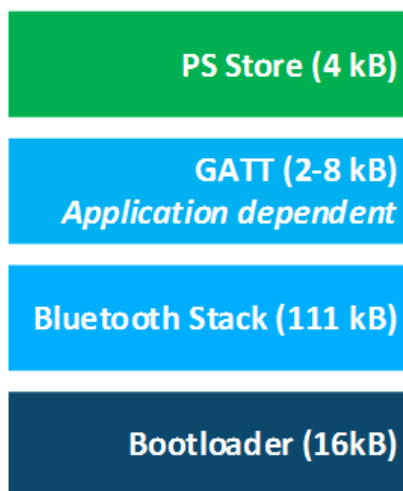 PS Store (4 kB)
GATT (2-8 kB)
Application dependent
Bluetooth Stack (111 kB)
Bootloader (16kB)